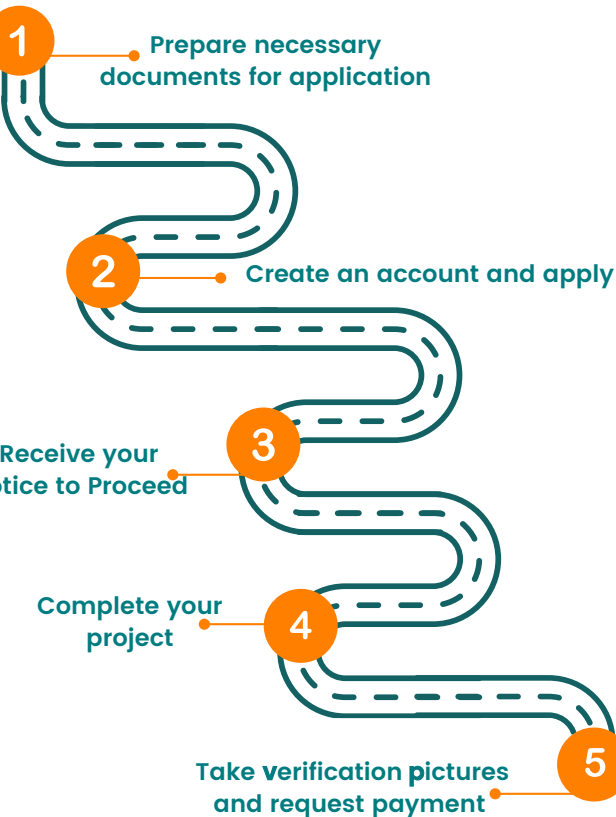 1
Prepare necessary
documents for application
2
Create an account and apply
3
Receive your
otice to Proceed
Complete your
project
4
5
Take verification pictures
and request payment